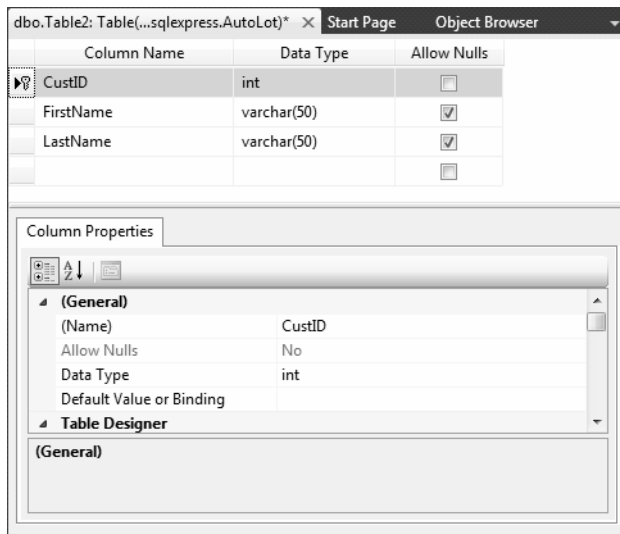 dbo.Table2: Table(...sqlexpress.AutoLot)* Start Page Object Browser
Column Name Data Type Allow Nulls
CustID int
FirstName varchar(50)
LastName varchar(50)
Column Properties
(General)
(Name) CustID
Allow Nulls No
Data Type int
Default Value or Binding
Table Designer
(General)